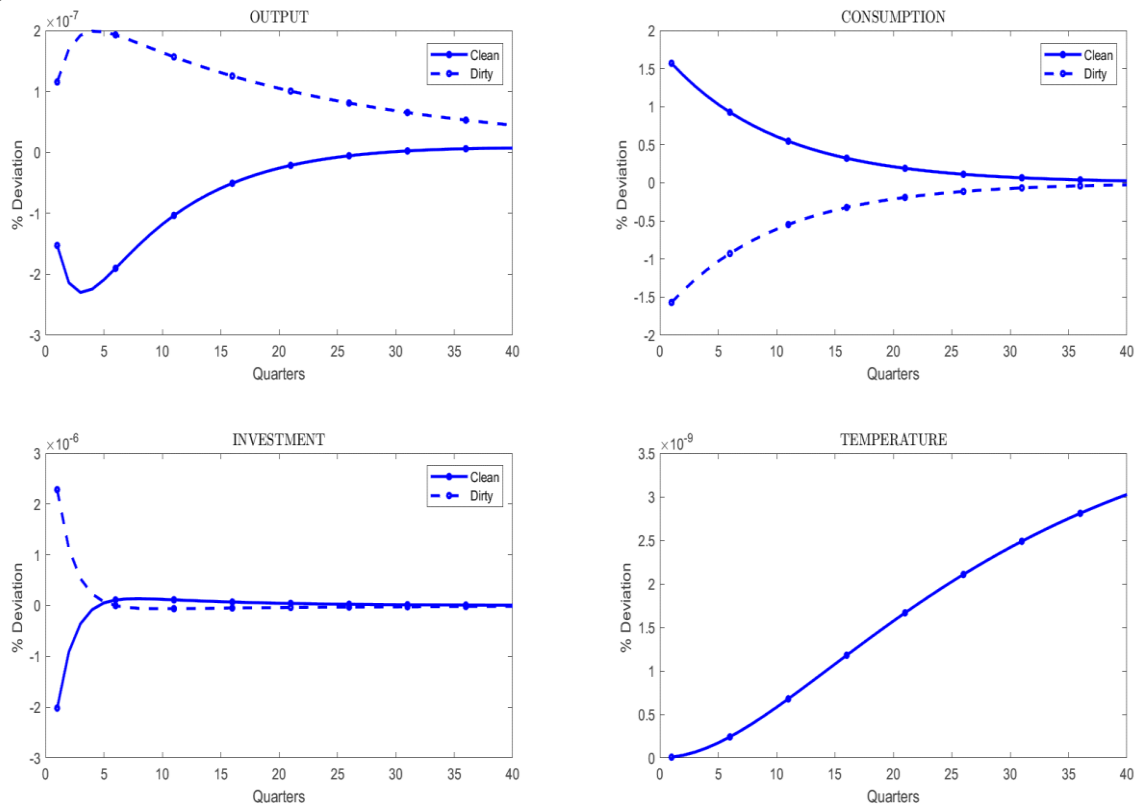 OUTPUT
×10⁻⁷
2
1
0
-1
-2
-3
% Deviation
0 5 10 15 20 25 30 35 40
Quarters
Clean
Dirty
CONSUMPTION
2
1.5
1
0.5
0
-0.5
-1
-1.5
-2
% Deviation
0 5 10 15 20 25 30 35 40
Quarters
Clean
Dirty
INVESTMENT
×10⁻⁶
3
2
1
0
-1
-2
-3
% Deviation
0 5 10 15 20 25 30 35 40
Quarters
Clean
Dirty
TEMPERATURE
×10⁻⁹
3.5
3
2.5
2
1.5
1
0.5
0
% Deviation
0 5 10 15 20 25 30 35 40
Quarters